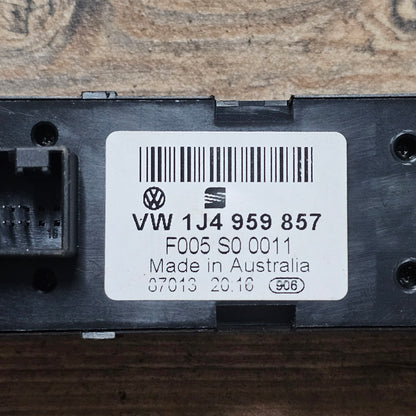 VW 1J4 959 857
F005 S0 0011
Made in Australia
07013 20.10 906